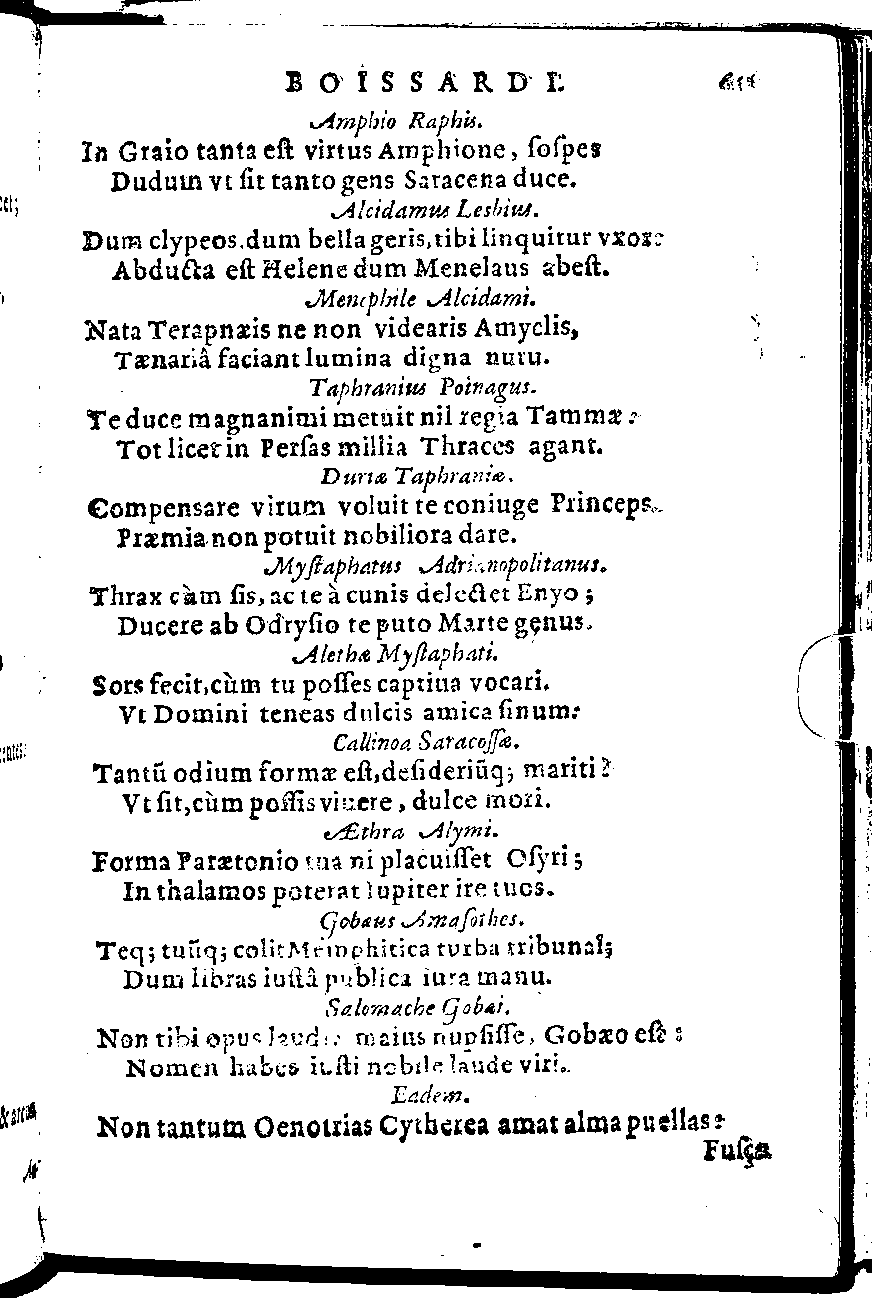 BOISSARDI.
Amphio Raphis.
In Graio tanta eſt virtus Amphione, ſoſpes
Dudum vt ſit tanto gens Saracena duce.
Alcidamus Lesbius.
Dum clypeos, dum bella geris, tibi linquitur vxor:
Abducta eſt Helene dum Menelaus abeſt.
Menephile Alcidami.
Nata Terapnæis ne non videaris Amyclis,
Tænariâ faciant lumina digna nutu.
Taphranius Poinagus.
Te duce magnanimi metuit nil regia Tammæ:
Tot licet in Perſas millia Thraces agant.
Duriæ Taphraniæ.
Compensare virum voluit te coniuge Princeps.
Præmia non potuit nobiliora dare.
Myſtaphatus Adrianopolitanus.
Thrax cùm ſis, ac te à cunis delectet Enyo;
Ducere ab Odryſio te puto Marte genus.
Alethæ Myſtaphati.
Sors fecit, cùm tu poſſes captiua vocari.
Vt Domini teneas dulcis amica ſinum:
Callinoa Saracoſſæ.
Tantũ odium formæ eſt, deſideriũq; mariti?
Vt ſit, cùm poſſis viuere, dulce mori.
Æthra Alymi.
Forma Parætonio tua ni placuiſſet Oſyri;
In thalamos poterat Iupiter ire tuos.
Gobæus Amaſothes.
Teq; tuũq; colit Memphitica turba tribunal;
Dum libras iuſtâ publica iura manu.
Salomache Gobæi.
Non tibi opus laudis maius nupſiſſe, Gobæo eſt:
Nomen habes iuſti nobile laude viri.
Eadem.
Non tantum Oenotrias Cytherea amat alma puellas:
Fuſca